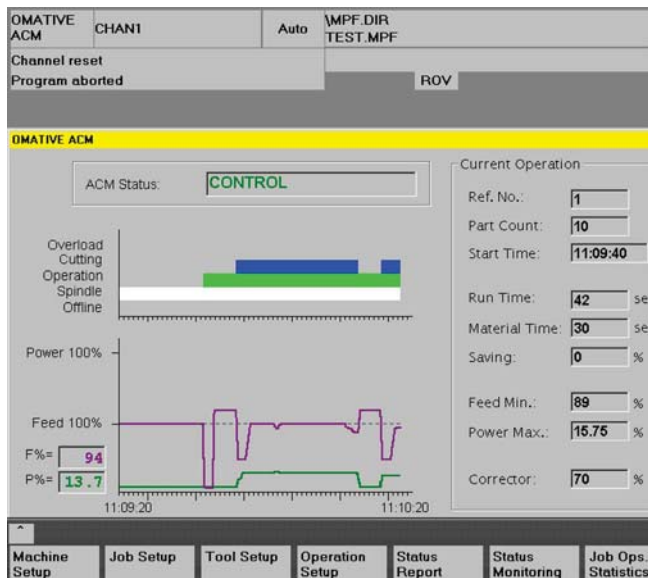 OMATIVE ACM
CHAN1
Auto
\MPF.DIR
TEST.MPF
Channel reset
Program aborted
ROV
OMATIVE ACM
ACM Status:
CONTROL
Overload
Cutting
Operation
Spindle
Offline
Power 100%
Feed 100%
F%= 94
P%= 13.7
11:09:20
11:10:20
Current Operation
Ref. No.: 1
Part Count: 10
Start Time: 11:09:40
Run Time: 42 se
Material Time: 30 se
Saving: 0 %
Feed Min.: 89 %
Power Max.: 15.75 %
Corrector: 70 %
^
Machine Setup
Job Setup
Tool Setup
Operation Setup
Status Report
Status Monitoring
Job Ops. Statistics